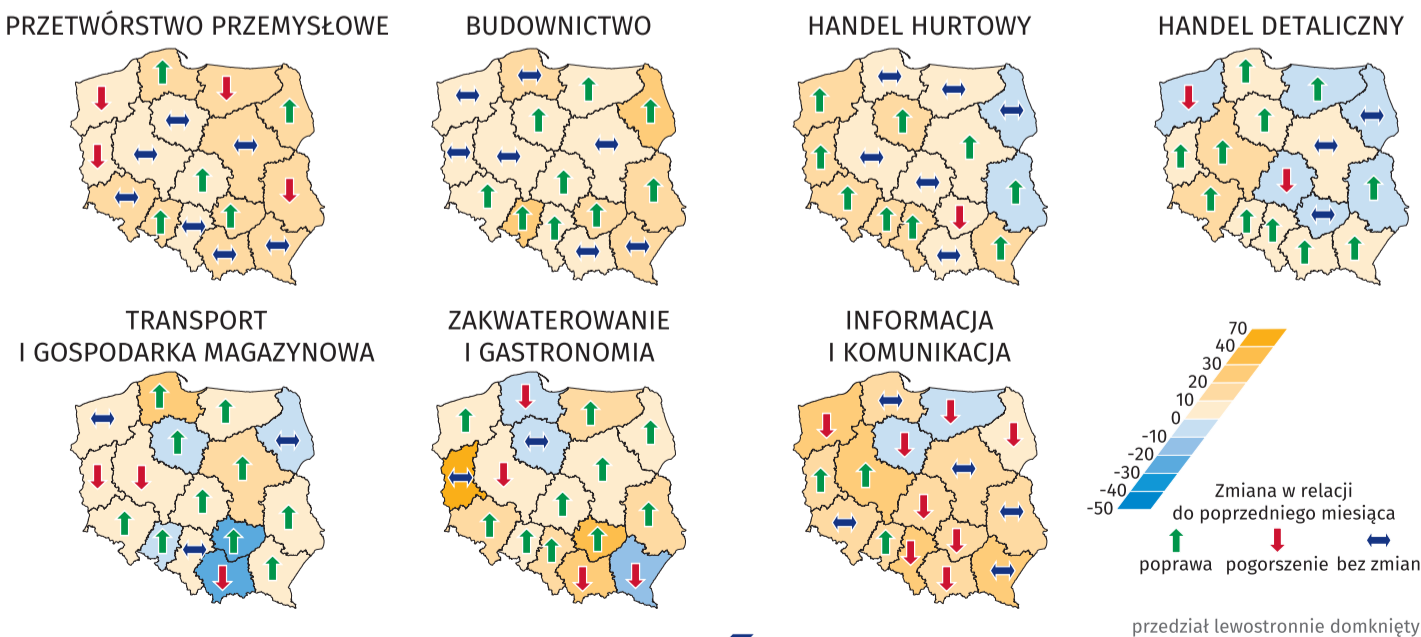 PRZETWÓRSTWO PRZEMYSŁOWE
BUDOWNICTWO
HANDEL HURTOWY
HANDEL DETALICZNY
TRANSPORT
I GOSPODARKA MAGAZYNOWA
ZAKWATEROWANIE
I GASTRONOMIA
INFORMACJA
I KOMUNIKACJA
70
40
30
20
10
0
-10
-20
-30
-40
-50
Zmiana w relacji
do poprzedniego miesiąca
poprawa pogorszenie bez zmian
przedział lewostronnie domknięty